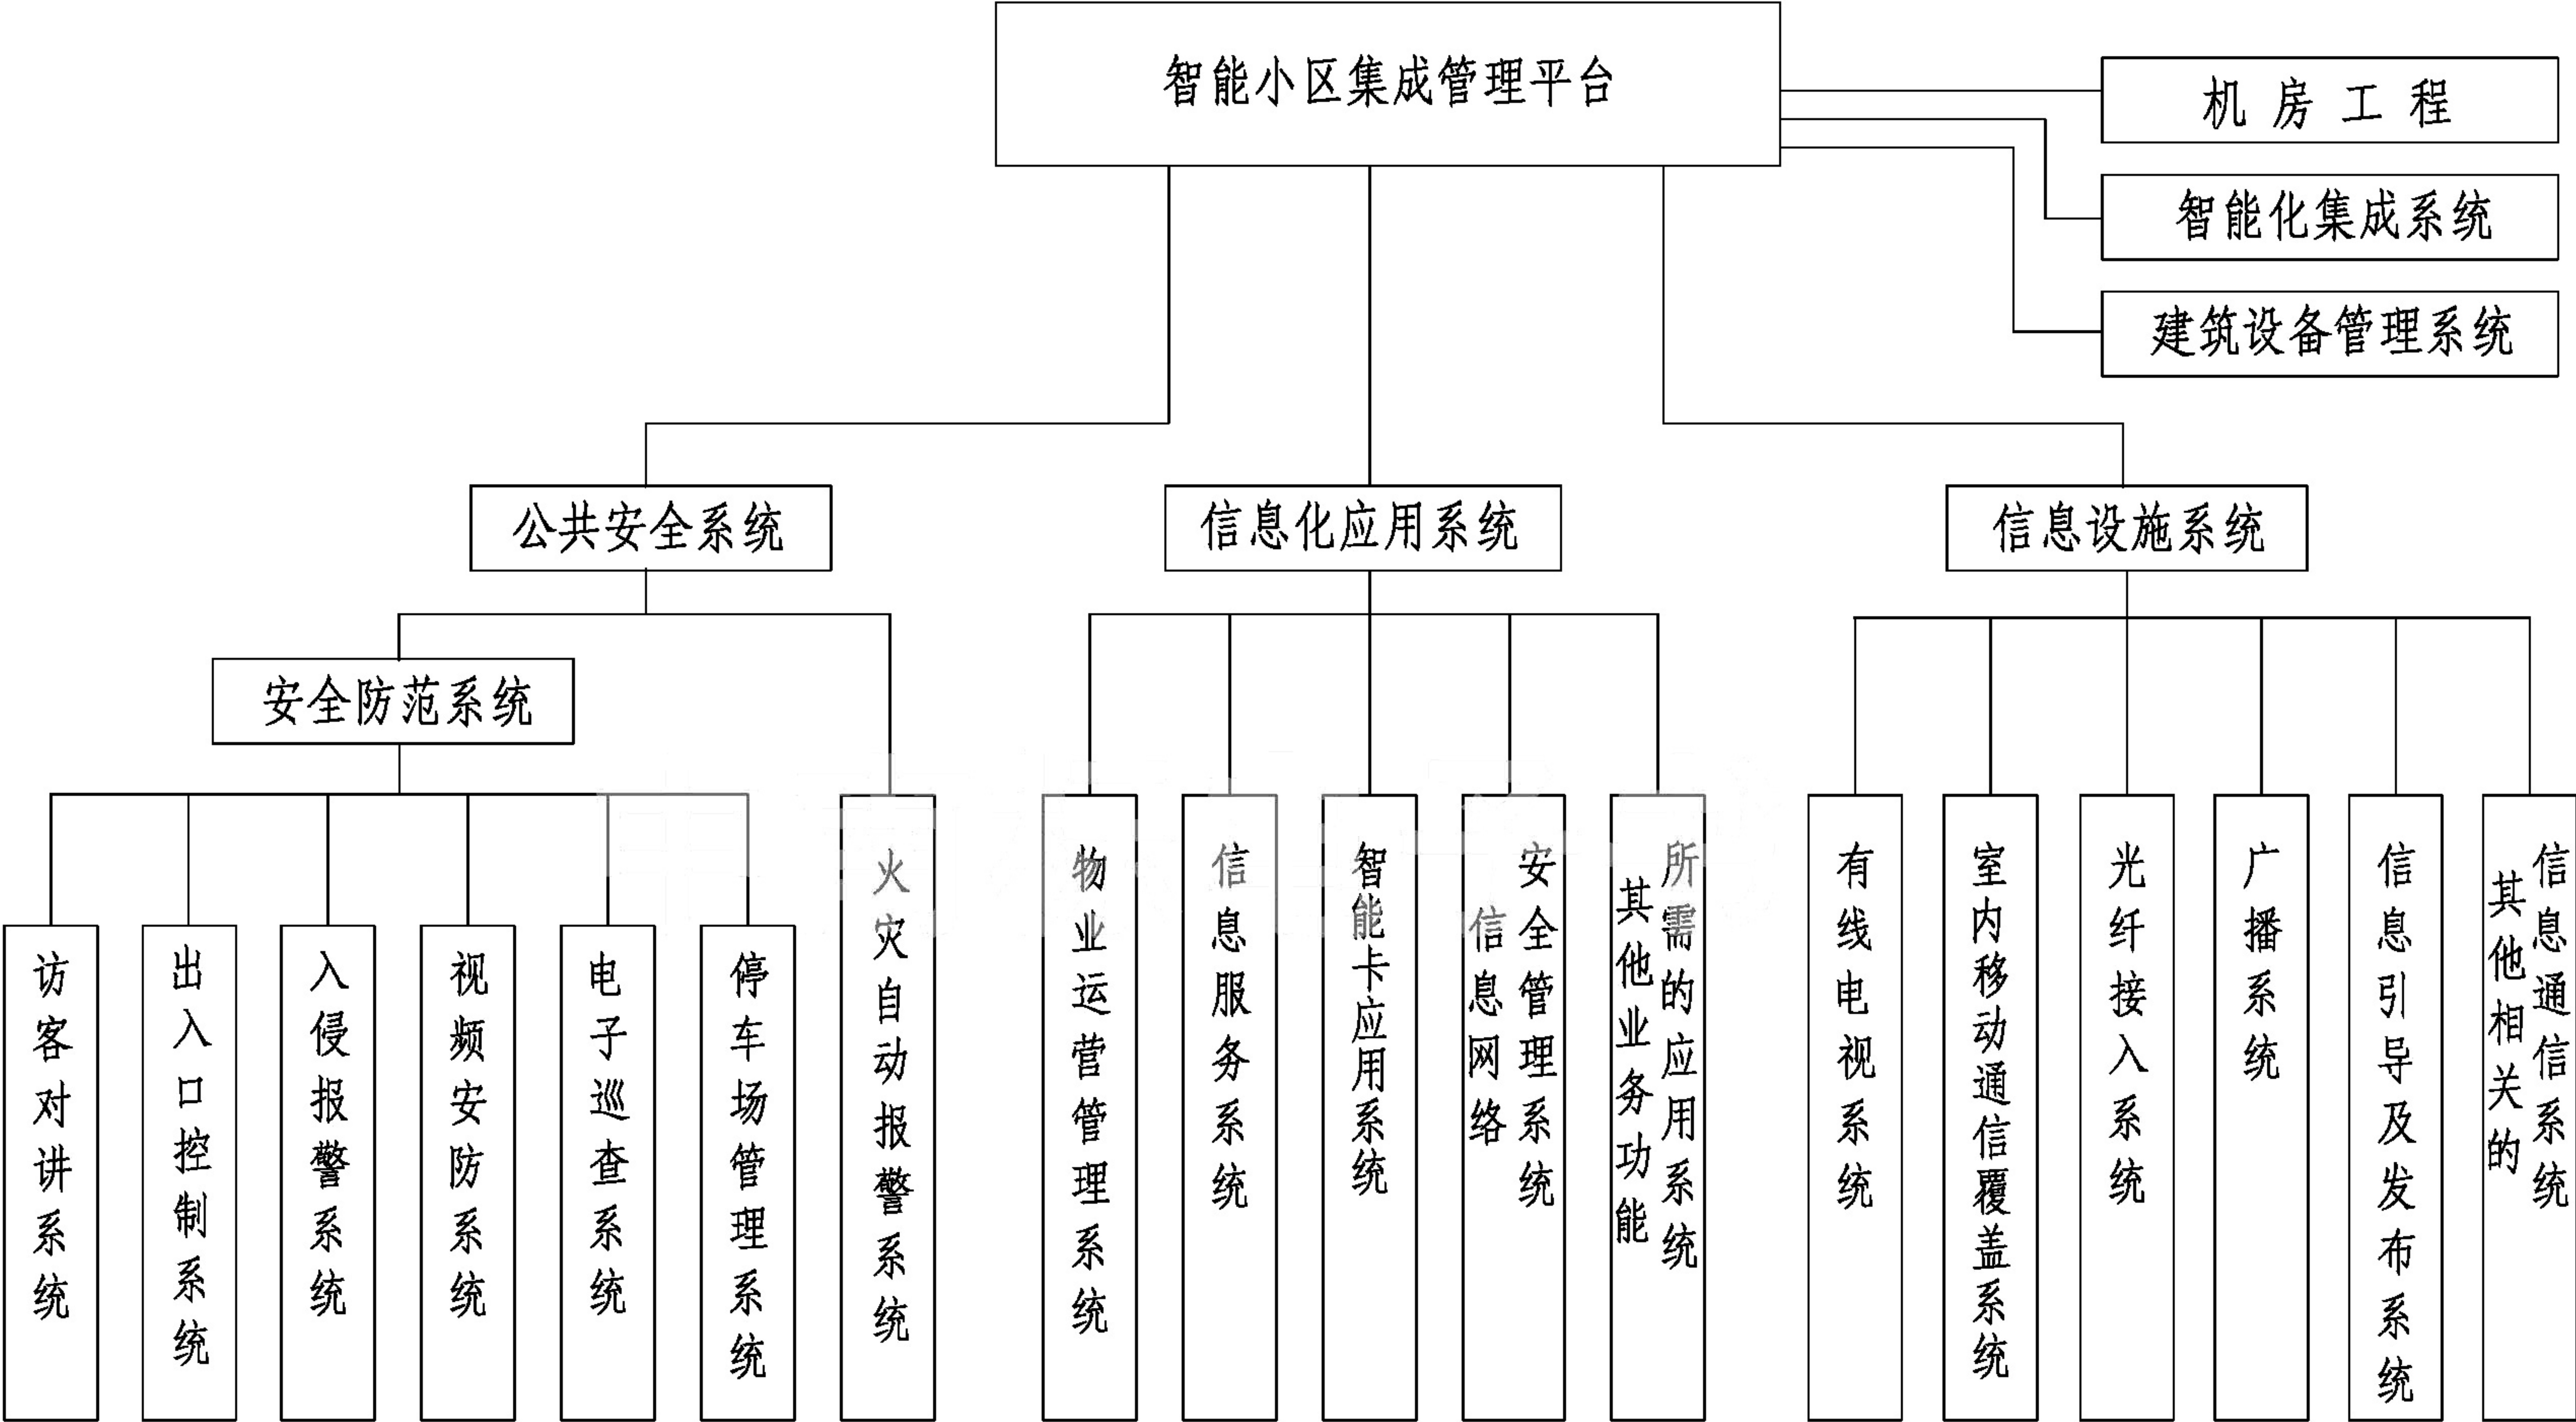 智能小区集成管理平台
机房工程
智能化集成系统
建筑设备管理系统
公共安全系统
信息化应用系统
信息设施系统
安全防范系统
访客对讲系统
出入口控制系统
入侵报警系统
视频安防系统
电子巡查系统
停车场管理系统
火灾自动报警系统
物业运营管理系统
信息服务系统
智能卡应用系统
信息网络
安全管理系统
其他业务功能
所需的应用系统
有线电视系统
室内移动通信覆盖系统
光纤接入系统
广播系统
信息引导及发布系统
其他相关的
信息通信系统